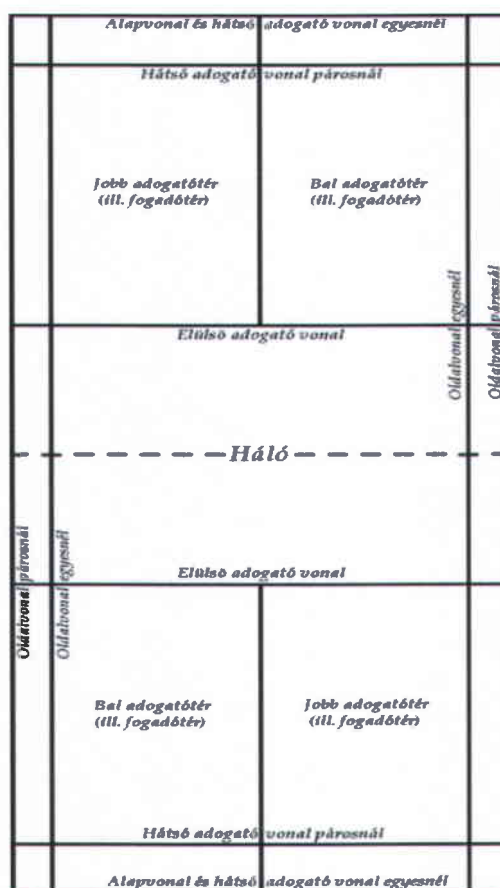 Alapvonal és hátsó adogató vonal egyesnél
Hátsó adogató vonal párosnál
Jobb adogatótér
(ill. fogadótér)
Bal adogatótér
(ill. fogadótér)
Oldalvonal egyesnél
Oldalvonal párosnál
Elülső adogató vonal
Háló
Oldalvonal párosnál
Oldalvonal egyesnél
Elülső adogató vonal
Bal adogatótér
(ill. fogadótér)
Jobb adogatótér
(ill. fogadótér)
Hátsó adogató vonal párosnál
Alapvonal és hátsó adogató vonal egyesnél